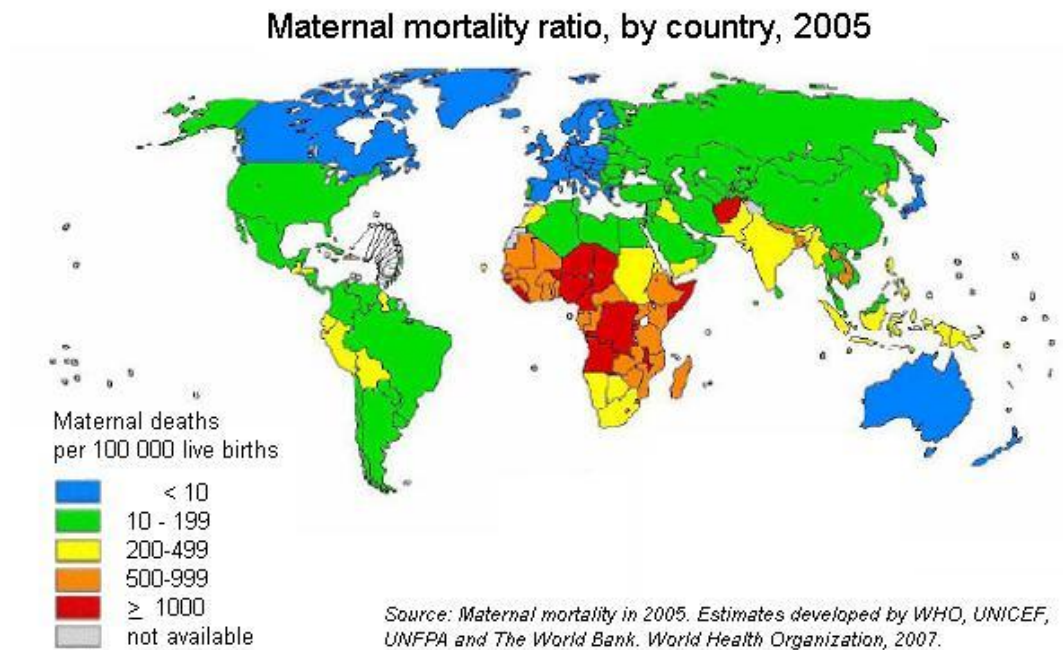 Maternal mortality ratio, by country, 2005
Maternal deaths
per 100 000 live births
< 10
10 - 199
200-499
500-999
≥ 1000
not available
Source: Maternal mortality in 2005. Estimates developed by WHO, UNICEF,
UNFPA and The World Bank. World Health Organization, 2007.